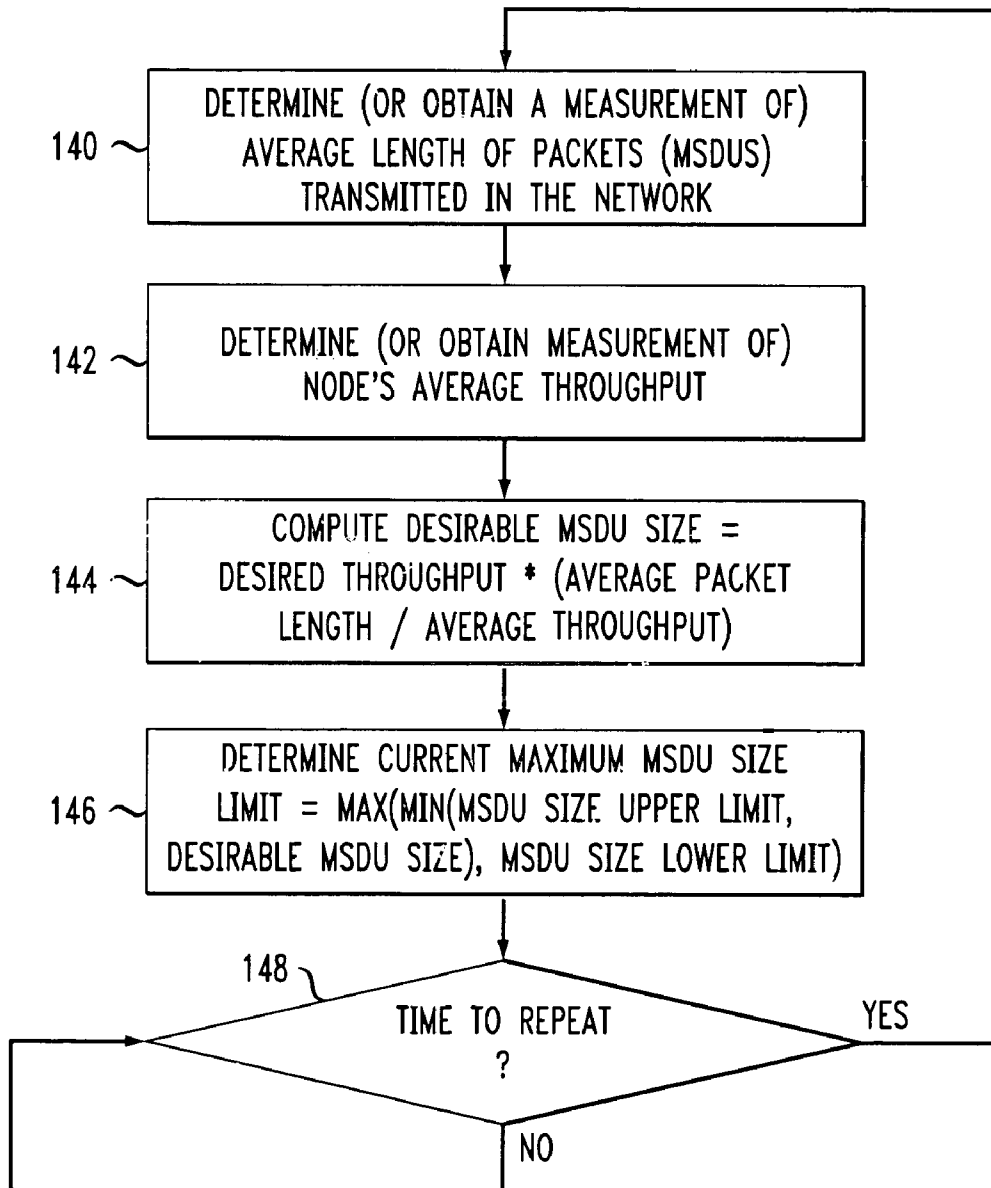 DETERMINE (OR OBTAIN A MEASUREMENT OF)
140
AVERAGE LENGTH OF PACKETS (MSDUS)
TRANSMITTED IN THE NETWORK
DETERMINE (OR OBTAIN MEASUREMENT OF)
142
NODE'S AVERAGE THROUGHPUT
COMPUTE DESIRABLE MSDU SIZE =
144
DESIRED THROUGHPUT * (AVERAGE PACKET
LENGTH / AVERAGE THROUGHPUT)
DETERMINE CURRENT MAXIMUM MSDU SIZE
146
LIMIT = MAX(MIN(MSDU SIZE UPPER LIMIT,
DESIRABLE MSDU SIZE), MSDU SIZE LOWER LIMIT)
148
TIME TO REPEAT
?
YES
NO